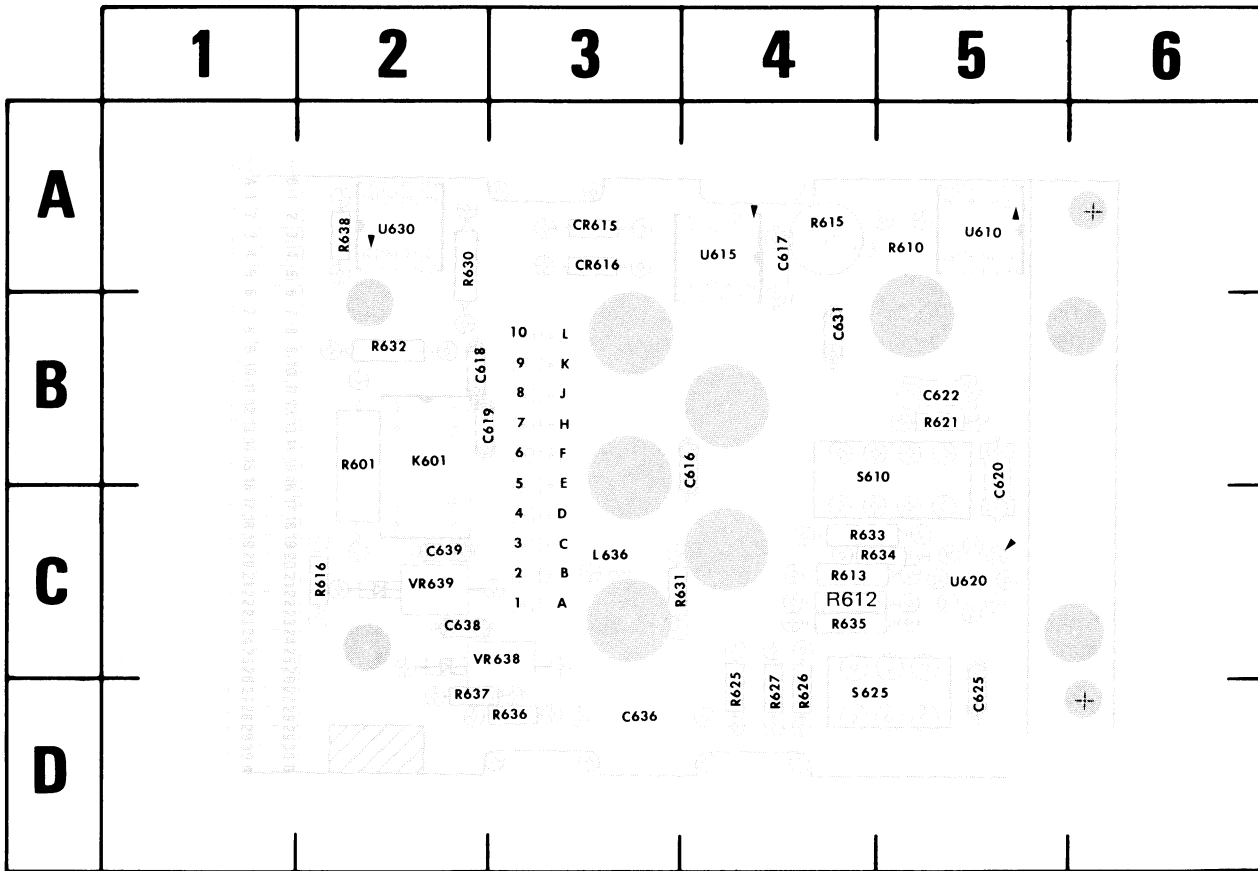 1 2 3 4 5 6
A
R638 U630 R630 CR615 CR616 U615 C617 R615 R610 U610
B
R632 C618 C619 R601 K601 C616 C631 C622 R621 S610 C620
10 L
9 K
8 J
7 H
6 F
5 E
4 D
3 C
2 B
1 A
C
R616 C639 VR639 C638 VR638 L636 R631 R633 R634 R613 R612 R635 U620
D
R637 R636 C636 R625 R627 R626 S625 C625